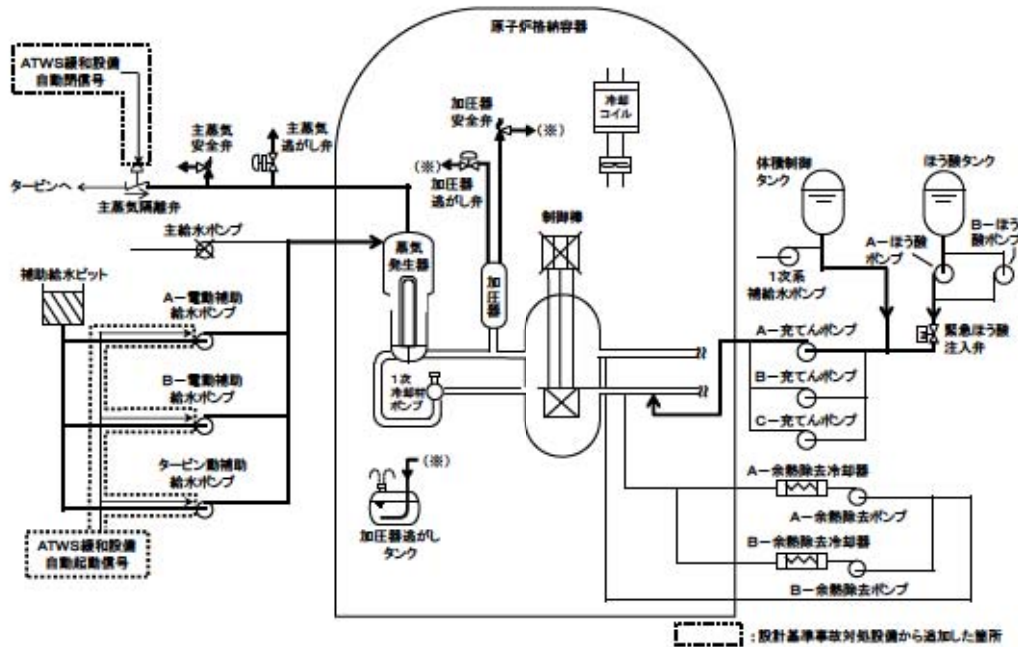 原子炉格納容器
ATWS緩和設備
自動閉信号
主蒸気
安全弁
主蒸気
逃がし弁
加圧器
安全弁
(※)
(※)
加圧器
逃がし弁
冷却
コイル
タービンへ
主蒸気隔離弁
体積制御
タンク
ほう酸タンク
主給水ポンプ
蒸気
発生器
制御棒
加圧器
A-ほう酸
ポンプ
B-ほう
酸ポンプ
1次系
補給水ポンプ
補助給水ピット
A-電動補助
給水ポンプ
緊急ほう酸
注入弁
A-充てんポンプ
B-電動補助
給水ポンプ
1次
冷却材
ポンプ
B-充てんポンプ
C-充てんポンプ
タービン動補助
給水ポンプ
(※)
加圧器逃がし
タンク
A-余熱除去冷却器
A-余熱除去ポンプ
ATWS緩和設備
自動起動信号
B-余熱除去冷却器
B-余熱除去ポンプ
:設計基準事故対処設備から追加した箇所